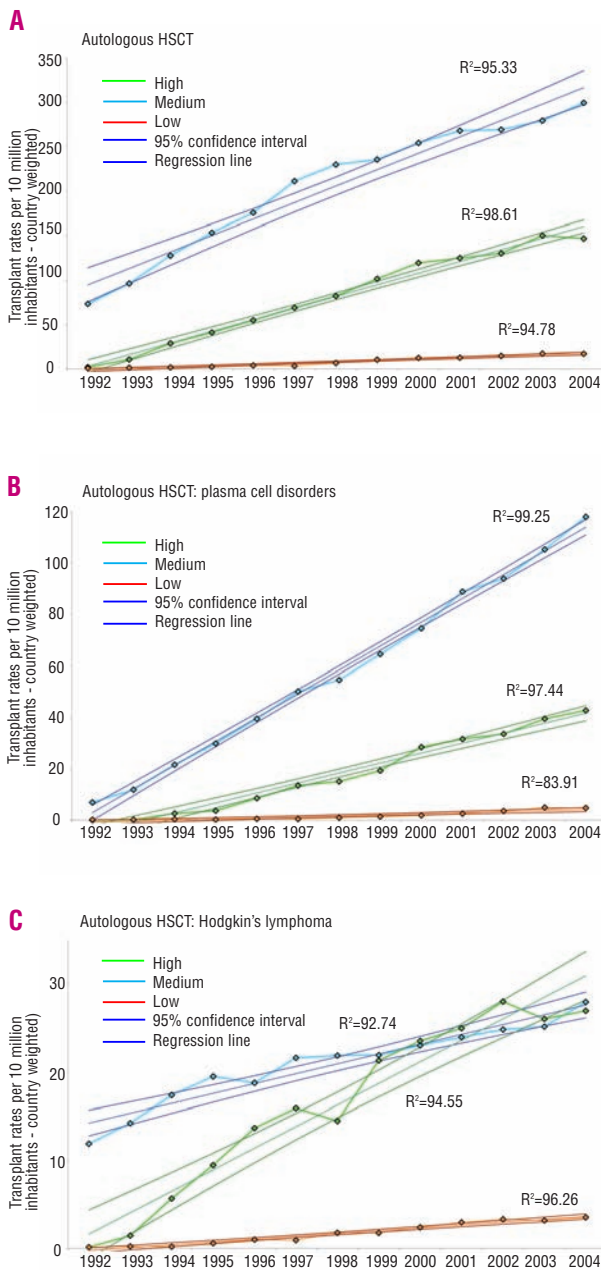 A
Autologous HSCT
Transplant rates per 10 million
inhabitants - country weighted)
350
300
250
200
150
100
50
0
High
Medium
Low
95% confidence interval
Regression line
R²=95.33
R²=98.61
R²=94.78
1992 1993 1994 1995 1996 1997 1998 1999 2000 2001 2002 2003 2004
B
Autologous HSCT: plasma cell disorders
Transplant rates per 10 million
inhabitants - country weighted)
120
100
80
60
40
20
0
High
Medium
Low
95% confidence interval
Regression line
R²=99.25
R²=97.44
R²=83.91
1992 1993 1994 1995 1996 1997 1998 1999 2000 2001 2002 2003 2004
C
Autologous HSCT: Hodgkin’s lymphoma
Transplant rates per 10 million
inhabitants - country weighted)
30
20
10
0
High
Medium
Low
95% confidence interval
Regression line
R²=92.74
R²=94.55
R²=96.26
1992 1993 1994 1995 1996 1997 1998 1999 2000 2001 2002 2003 2004